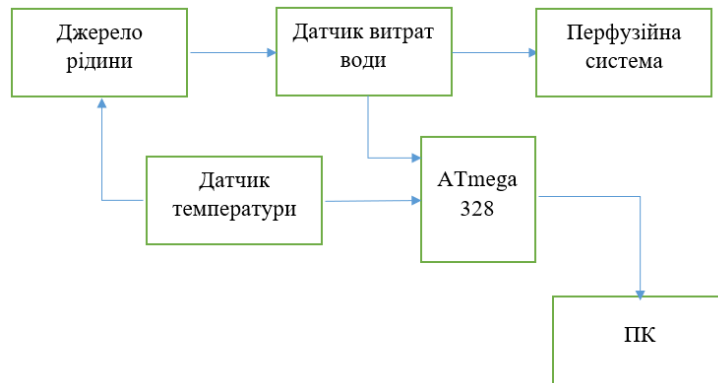 Джерело
рідини
Датчик витрат
води
Перфузійна
система
Датчик
температури
ATmega
328
ПК